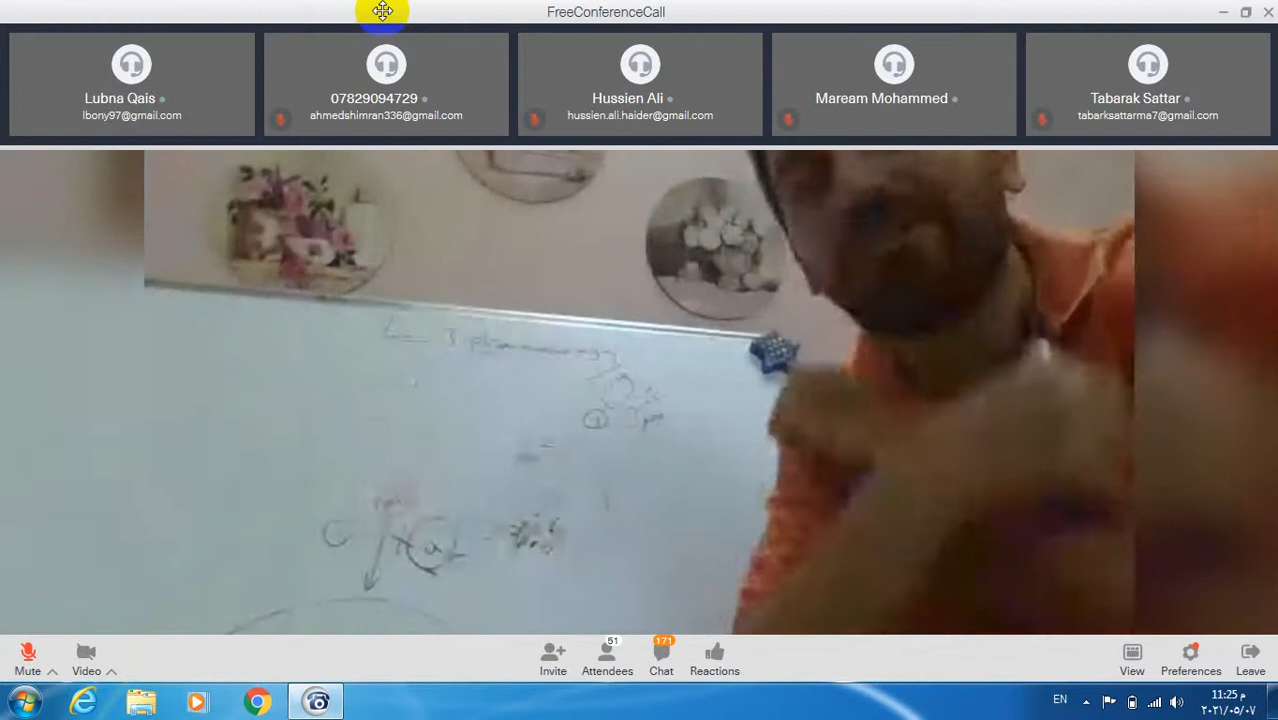 FreeConferenceCall
Lubna Qais
lbony97@gmail.com
07829094729
ahmedshimran336@gmail.com
Hussien Ali
hussien.ali.haider@gmail.com
Maream Mohammed
Tabarak Sattar
tabarksattarma7@gmail.com
3 pharmacology
Mute
Video
Invite
51
Attendees
171
Chat
Reactions
View
Preferences
Leave
EN
11:25 م
٢٠٢١/٠٥/٠٧